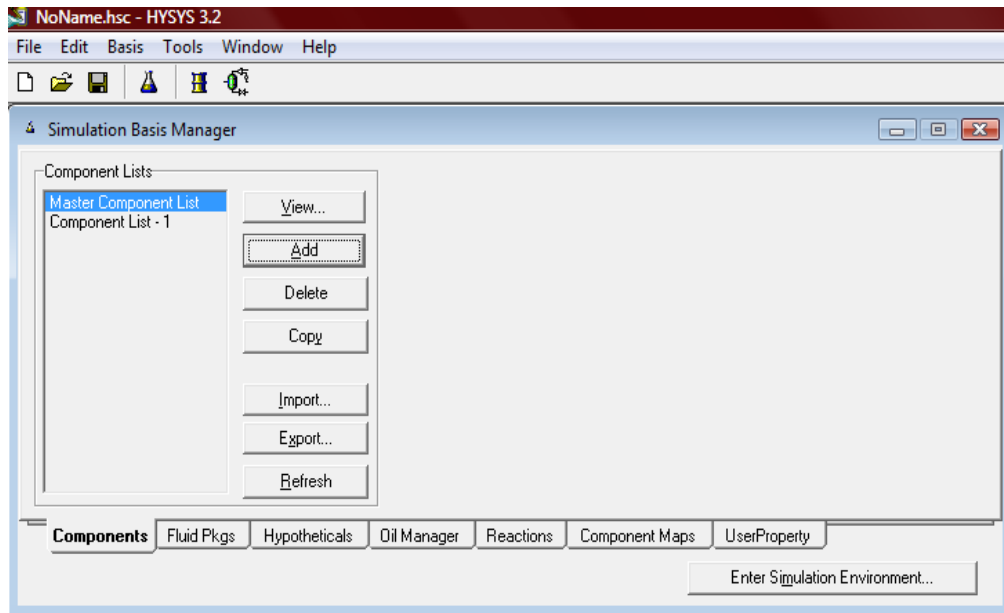 NoName.hsc - HYSYS 3.2
File Edit Basis Tools Window Help
Simulation Basis Manager
Component Lists
Master Component List
Component List - 1
View...
Add
Delete
Copy
Import...
Export...
Refresh
Components Fluid Pkgs Hypotheticals Oil Manager Reactions Component Maps UserProperty
Enter Simulation Environment...